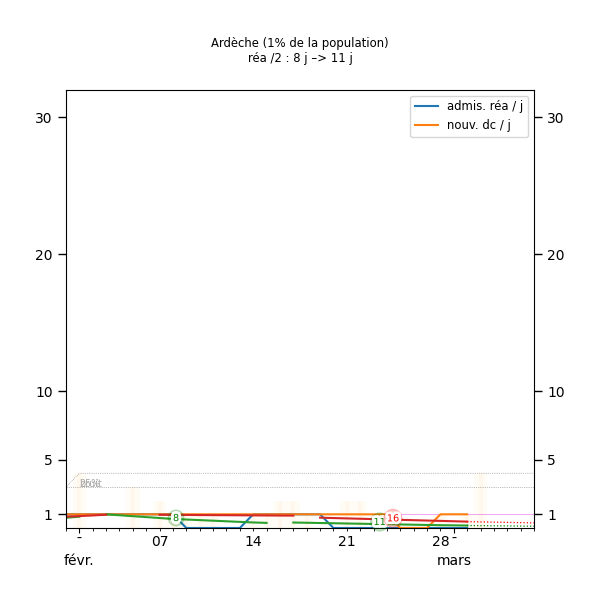 Ardèche (1% de la population)
réa /2 : 8 j –> 11 j
admis. réa / j
nouv. dc / j
30 30
20 20
10 10
5 5
8 11 16
1 1
- 07 14 21 28 -
févr. mars